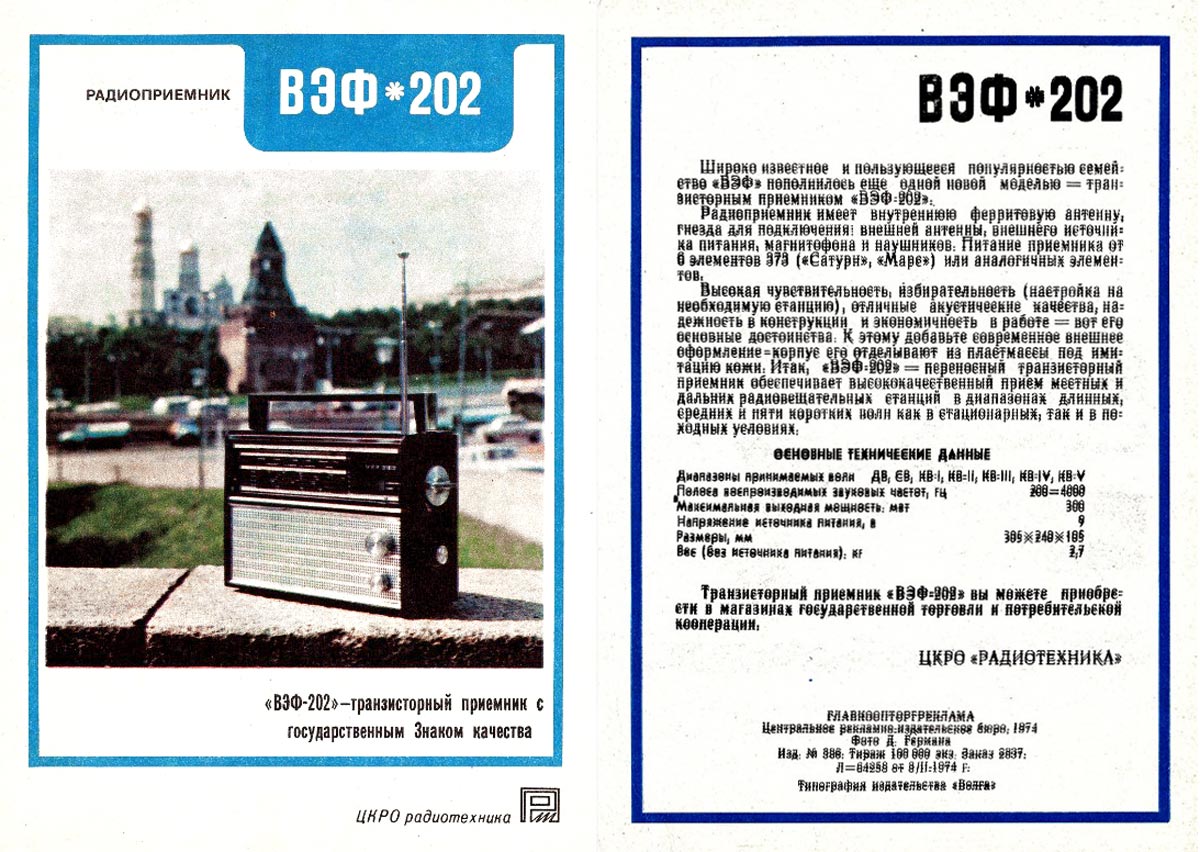 РАДИОПРИЕМНИК
ВЭФ*202
«ВЭФ-202»–транзисторный приемник с
государственным Знаком качества
ЦКРО радиотехника
ВЭФ*202
Широко известное и пользующееся популярностью семей-
ство «ВЭФ» пополнилось еще одной новой моделью — тран-
зисторным приемником «ВЭФ-202».
Радиоприемник имеет внутреннюю ферритовую антенну,
гнезда для подключения: внешней антенны, внешнего источни-
ка питания, магнитофона и наушников. Питание приемника от
6 элементов 373 («Сатурн», «Марс») или аналогичных элемен-
тов.
Высокая чувствительность, избирательность (настройка на
необходимую станцию), отличные акустические качества, на-
дежность в конструкции и экономичность в работе — вот его
основные достоинства. К этому добавьте современное внешнее
оформление-корпус его отделывают из пластмассы под ими-
тацию кожи. Итак, «ВЭФ-202» — переносный транзисторный
приемник обеспечивает высококачественный прием местных и
дальних радиовещательных станций в диапазонах длинных,
средних и пяти коротких волн как в стационарных, так и в по-
ходных условиях.
ОСНОВНЫЕ ТЕХНИЧЕСКИЕ ДАННЫЕ
Диапазоны принимаемых волн ДВ, СВ, КВ-I, КВ-II, КВ-III, КВ-IV, КВ-V
Полоса воспроизводимых звуковых частот, гц 200—4000
Максимальная выходная мощность, мвт 300
Напряжение источника питания, в 9
Размеры, мм 305×240×105
Вес (без источника питания), кг 2,7
Транзисторный приемник «ВЭФ-202» вы можете приобре-
сти в магазинах государственной торговли и потребительской
кооперации.
ЦКРО «РАДИОТЕХНИКА»
ГЛАВКООПТОРГРЕКЛАМА
Центральное рекламно-издательское бюро, 1974
Фото Д. Германа
Изд. № 386. Тираж 100 000 экз. Заказ 2837.
Л—84258 от 8/II-1974 г.
Типография издательства «Волга»